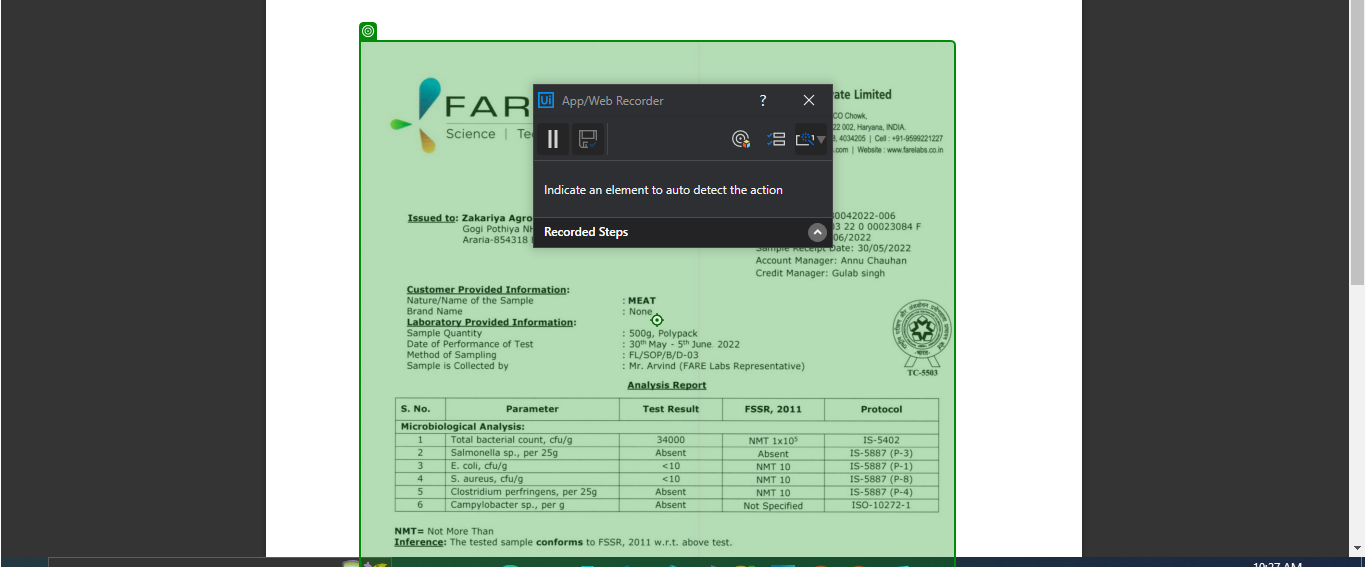 FAR
Science | Te
ate Limited
CO Chowk,
22 002, Haryana, INDIA.
, 4034205 | Cell : +91-9599221227
.com | Website : www.farelabs.co.in
Ui App/Web Recorder ?
Indicate an element to auto detect the action
Recorded Steps
Issued to: Zakariya Agro
Gogi Pothiya NH
Araria-854318
0042022-006
03 22 0 00023084 F
06/2022
Sample Receipt Date: 30/05/2022
Account Manager: Annu Chauhan
Credit Manager: Gulab singh
Customer Provided Information:
Nature/Name of the Sample : MEAT
Brand Name : None
Laboratory Provided Information:
Sample Quantity : 500g, Polypack
Date of Performance of Test : 30th May - 5th June 2022
Method of Sampling : FL/SOP/B/D-03
Sample is Collected by : Mr. Arvind (FARE Labs Representative)
TC-5503
Analysis Report
S. No. Parameter Test Result FSSR, 2011 Protocol
Microbiological Analysis:
1 Total bacterial count, cfu/g 34000 NMT 1x10⁵ IS-5402
2 Salmonella sp., per 25g Absent Absent IS-5887 (P-3)
3 E. coli, cfu/g <10 NMT 10 IS-5887 (P-1)
4 S. aureus, cfu/g <10 NMT 10 IS-5887 (P-8)
5 Clostridium perfringens, per 25g Absent NMT 10 IS-5887 (P-4)
6 Campylobacter sp., per g Absent Not Specified ISO-10272-1
NMT= Not More Than
Inference: The tested sample conforms to FSSR, 2011 w.r.t. above test.
10:27 AM